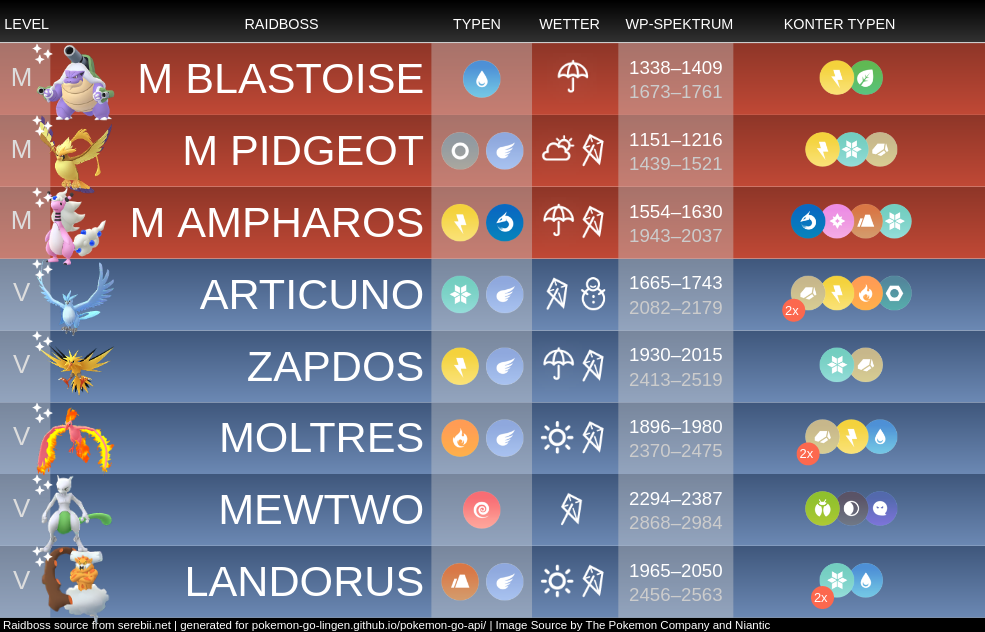 LEVEL RAIDBOSS TYPEN WETTER WP-SPEKTRUM KONTER TYPEN
M M BLASTOISE 1338–1409
1673–1761
M M PIDGEOT 1151–1216
1439–1521
M M AMPHAROS 1554–1630
1943–2037
V ARTICUNO 1665–1743
2082–2179 2x
V ZAPDOS 1930–2015
2413–2519
V MOLTRES 1896–1980
2370–2475 2x
V MEWTWO 2294–2387
2868–2984
V LANDORUS 1965–2050
2456–2563 2x
Raidboss source from serebii.net | generated for pokemon-go-lingen.github.io/pokemon-go-api/ | Image Source by The Pokemon Company and Niantic